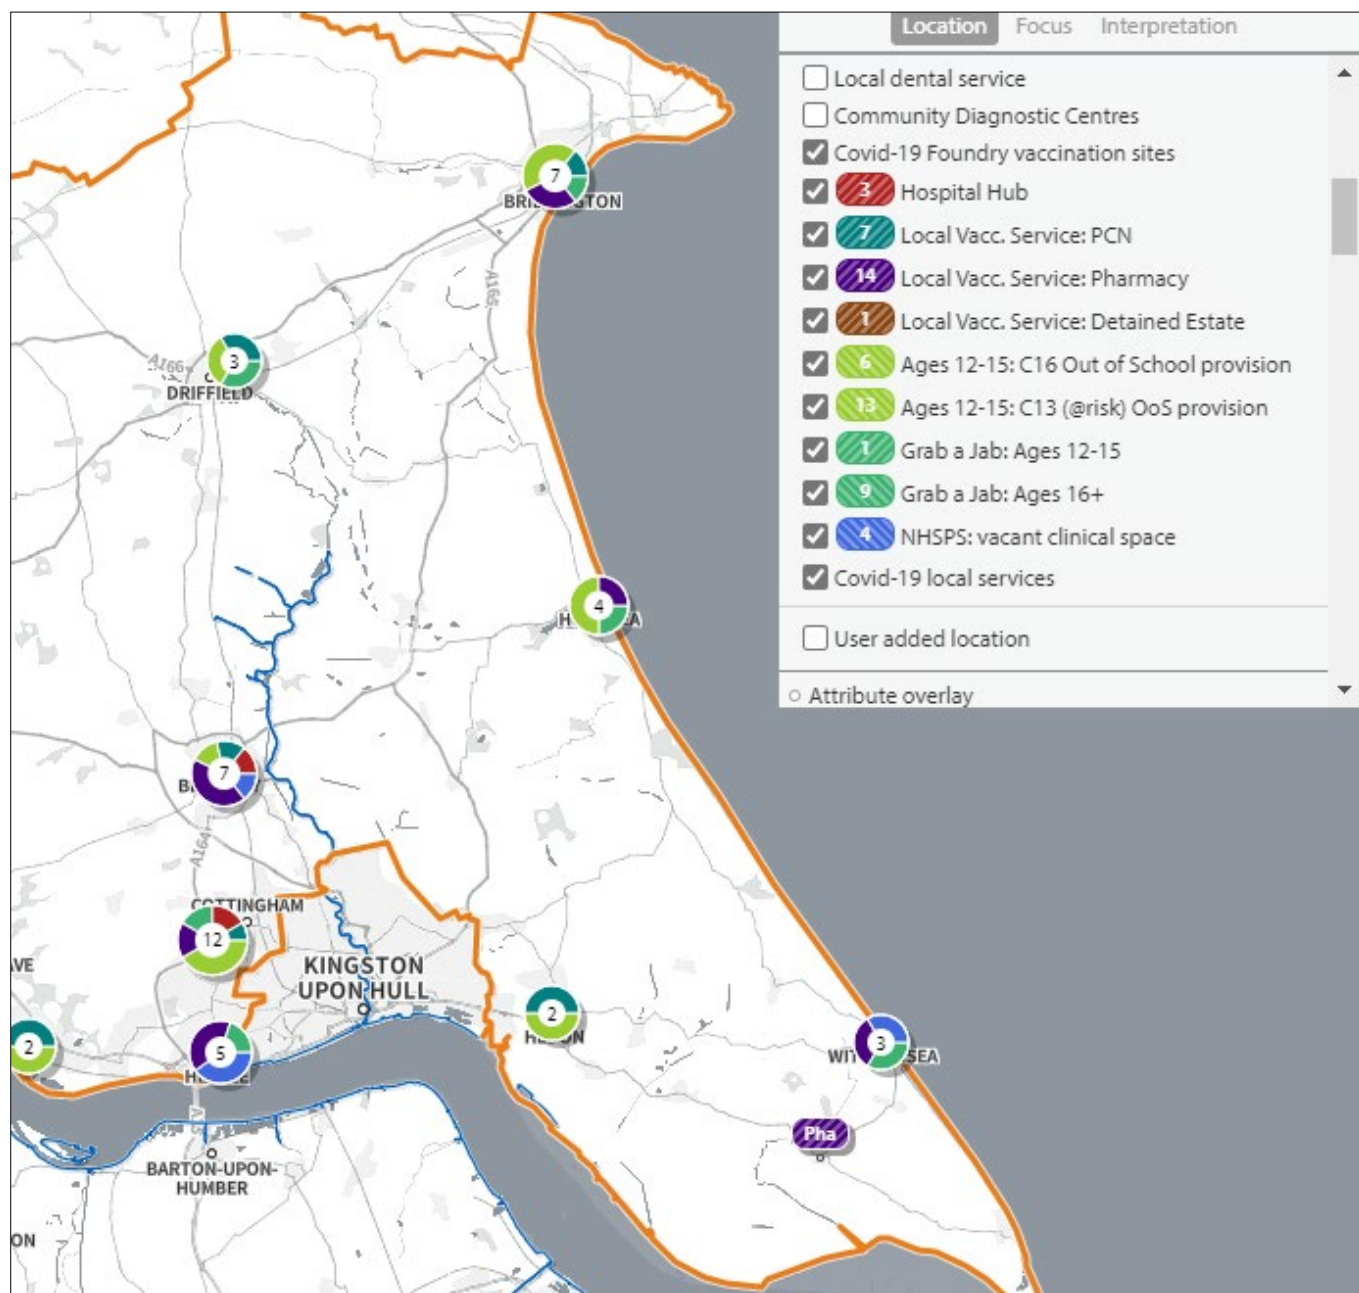 Location Focus Interpretation
Local dental service
Community Diagnostic Centres
Covid-19 Foundry vaccination sites
3 Hospital Hub
7 Local Vacc. Service: PCN
14 Local Vacc. Service: Pharmacy
1 Local Vacc. Service: Detained Estate
6 Ages 12-15: C16 Out of School provision
13 Ages 12-15: C13 (@risk) OoS provision
1 Grab a Jab: Ages 12-15
9 Grab a Jab: Ages 16+
4 NHSPS: vacant clinical space
Covid-19 local services
User added location
Attribute overlay
7
A165
A166
3
DRIFFIELD
4
7
A164
COTTINGHAM
12
AVE
KINGSTON
UPON HULL
2
2
5
3
Pha
BARTON-UPON-
HUMBER
ON